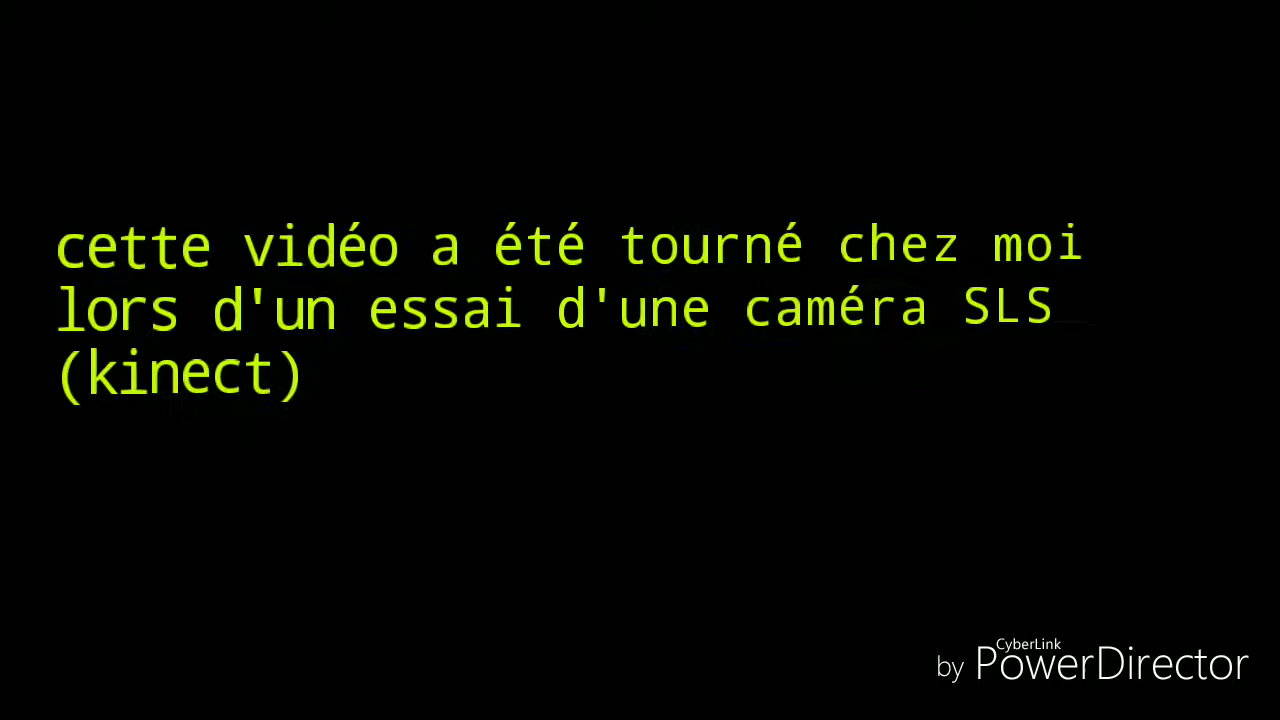 cette vidéo a été tourné chez moi
lors d'un essai d'une caméra SLS
(kinect)
CyberLink
by PowerDirector